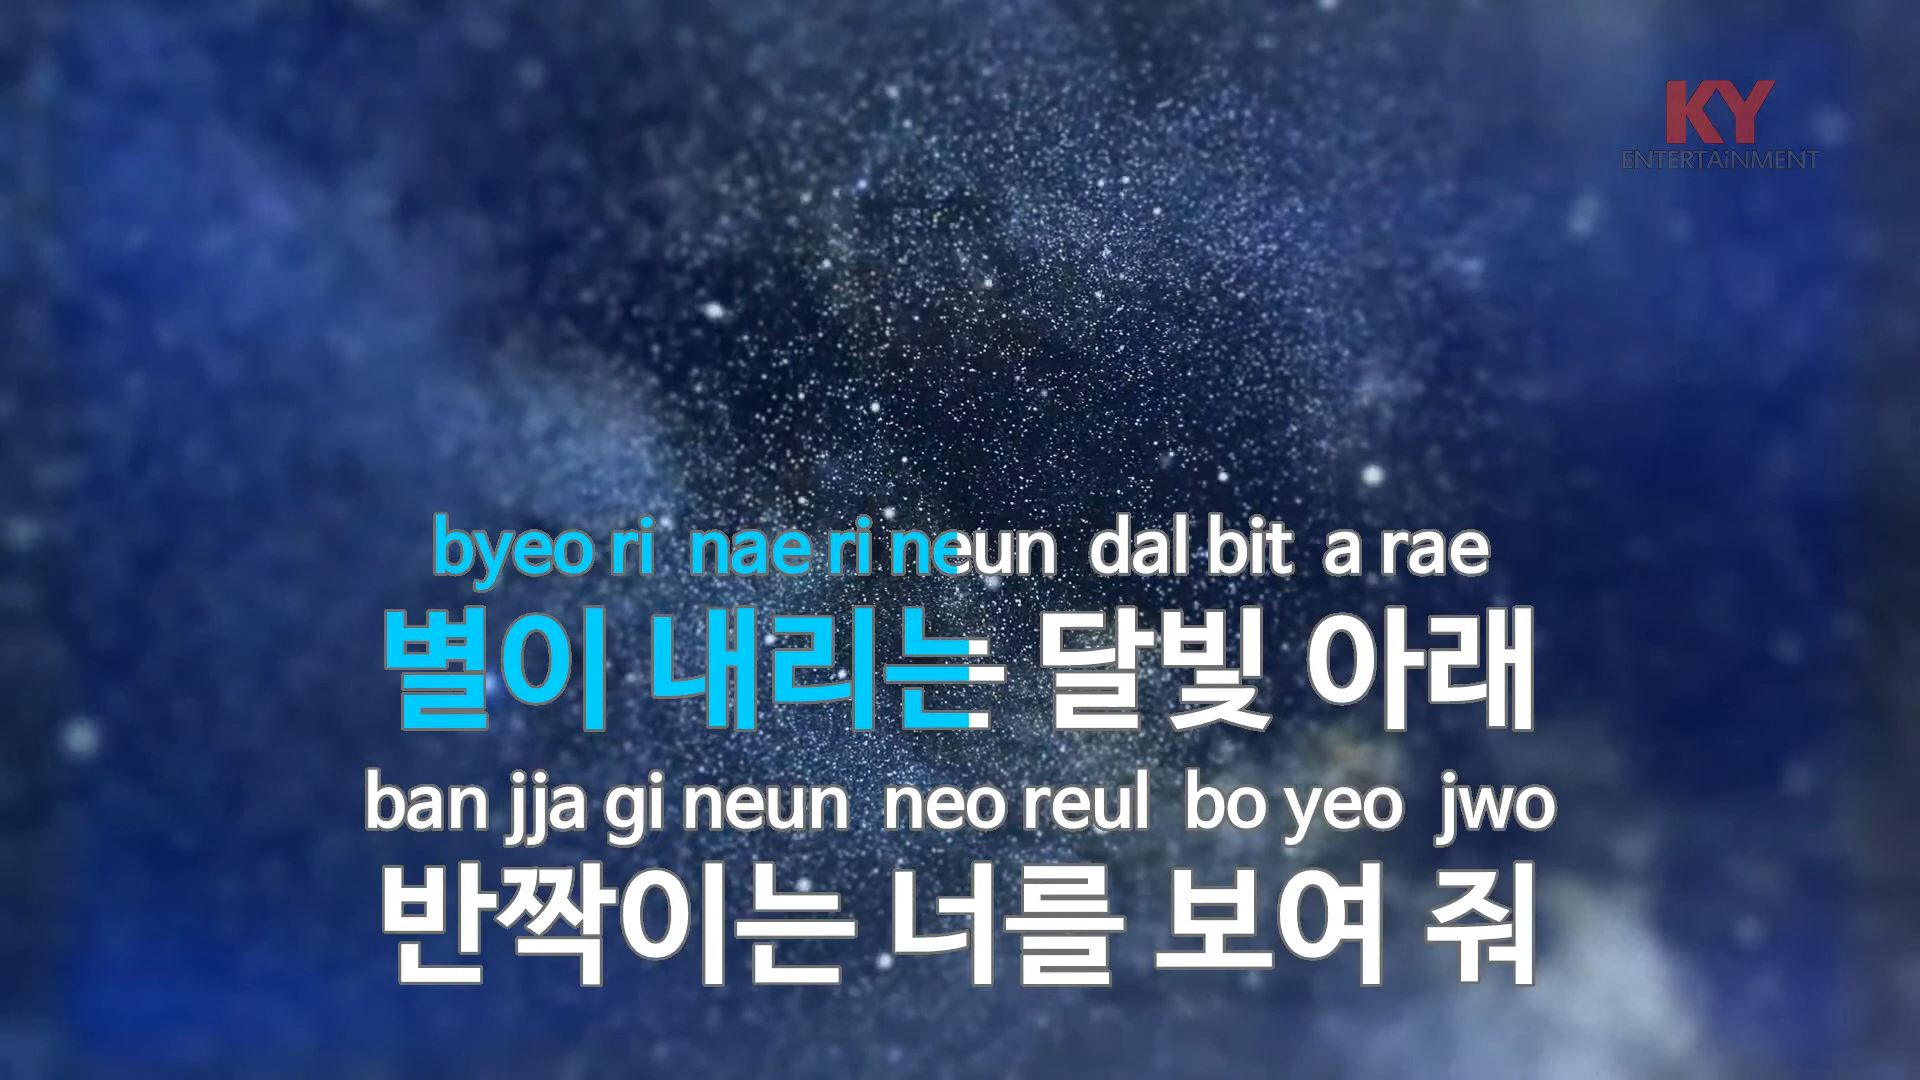 KY
ENTERTAiNMENT
byeo ri nae ri neun dal bit a rae
별이 내리는 달빛 아래
ban jja gi neun neo reul bo yeo jwo
반짝이는 너를 보여 줘